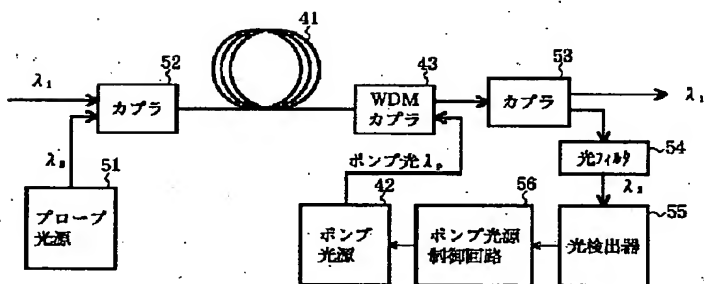 41
52
43
53
λ₁
カプラ
WDM
カプラ
カプラ
λ₁
54
光フィルタ
ポンプ光λₚ
51
42
56
55
プローブ
光源
ポンプ
光源
ポンプ光源
制御回路
光検出器